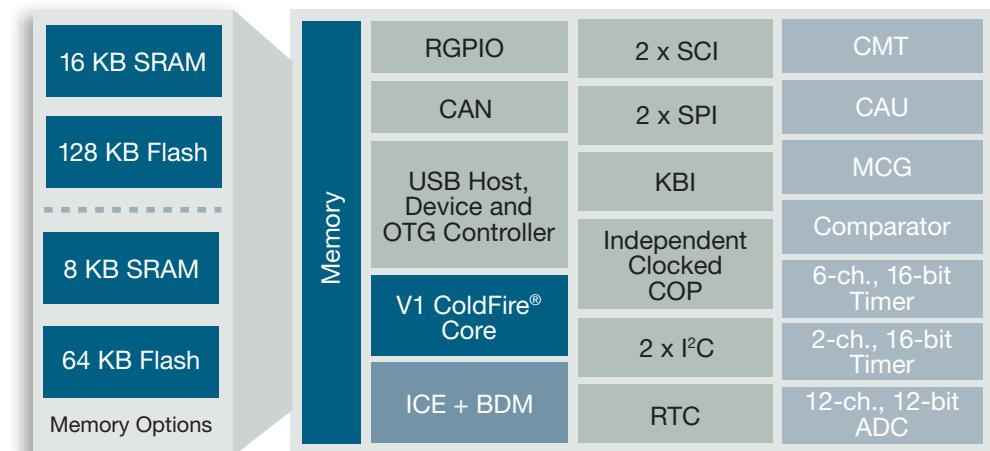 16 KB SRAM
128 KB Flash
8 KB SRAM
64 KB Flash
Memory Options
Memory
RGPIO
CAN
USB Host,
Device and
OTG Controller
V1 ColdFire®
Core
ICE + BDM
2 x SCI
2 x SPI
KBI
Independent
Clocked
COP
2 x I²C
RTC
CMT
CAU
MCG
Comparator
6-ch., 16-bit
Timer
2-ch., 16-bit
Timer
12-ch., 12-bit
ADC